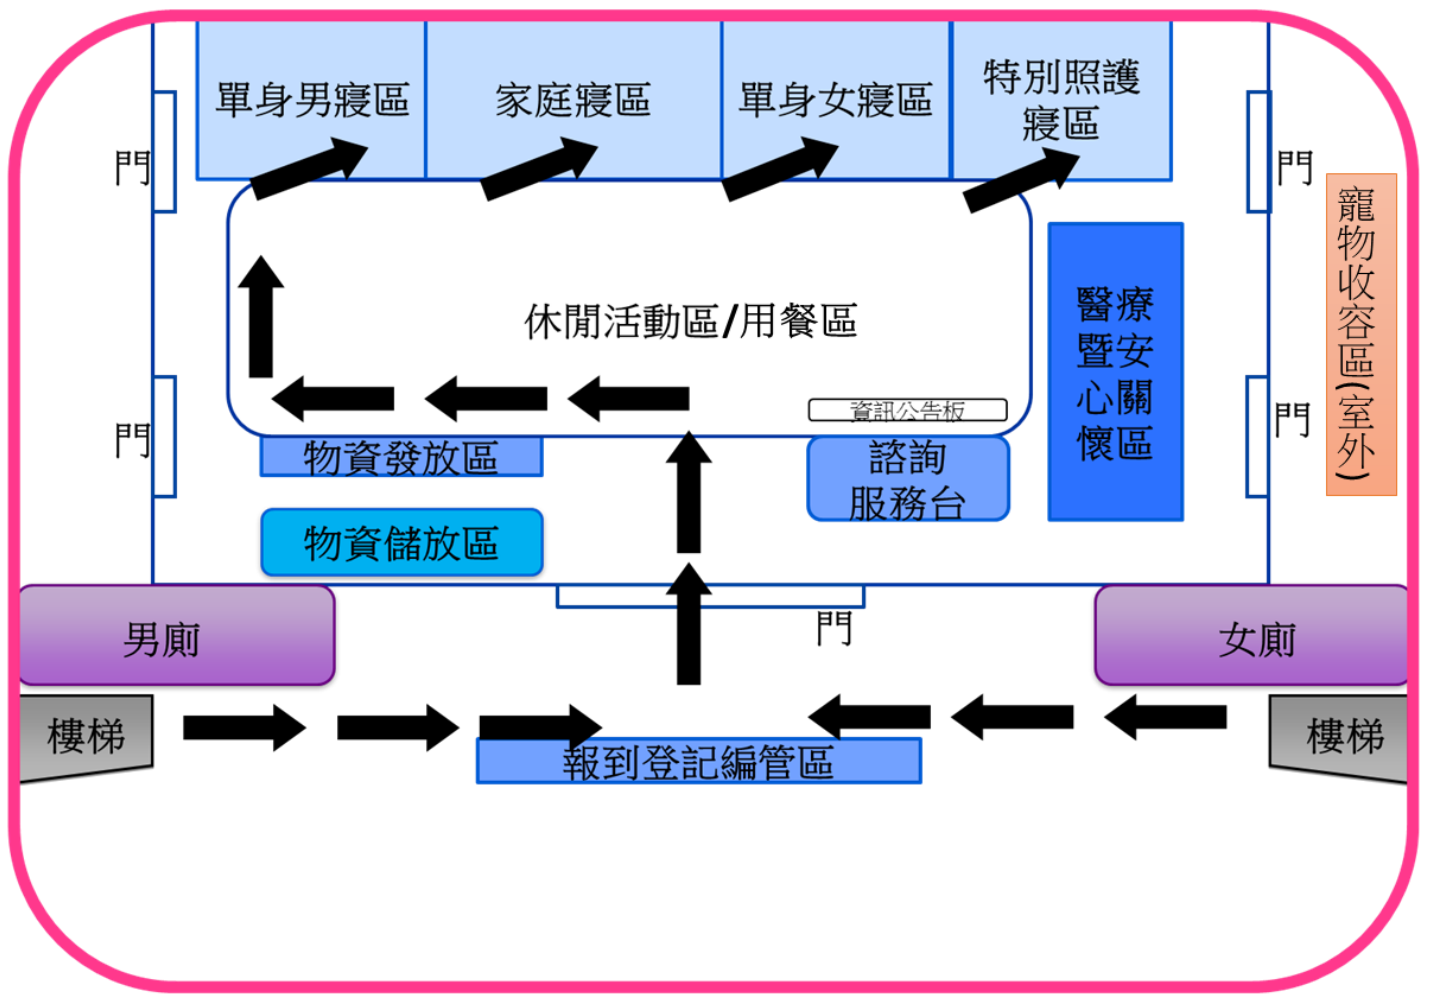 單身男寢區
家庭寢區
單身女寢區
特別照護
寢區
門
門
寵物收容區(室外)
休閒活動區/用餐區
醫療
暨安
心關
懷區
資訊公告板
門
門
物資發放區
諮詢
服務台
物資儲放區
男廁
門
女廁
樓梯
報到登記編管區
樓梯